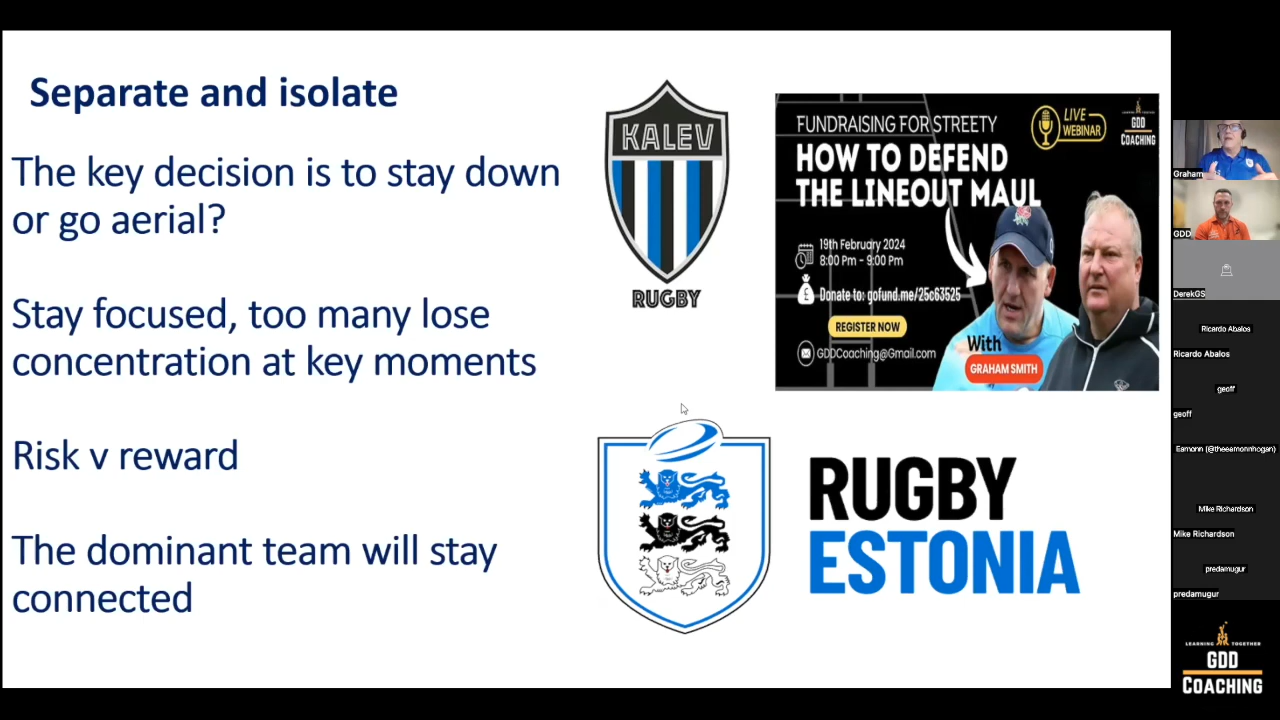 Separate and isolate
The key decision is to stay down
or go aerial?
Stay focused, too many lose
concentration at key moments
Risk v reward
The dominant team will stay
connected
KALEV
RUGBY
FUNDRAISING FOR STREETY
HOW TO DEFEND
THE LINEOUT MAUL
LIVE
WEBINAR
GDD
COACHING
19th February 2024
8:00 Pm - 9:00 Pm
Donate to: gofund.me/25c63525
REGISTER NOW
GDDCoaching@Gmail.com
With
GRAHAM SMITH
RUGBY
ESTONIA
Graham
GDD
DerekGS
Ricardo Abalos
Ricardo Abalos
geoff
geoff
Eamonn (@theeamonnhogan)
Mike Richardson
Mike Richardson
predamugur
predamugur
LEARNING TOGETHER
GDD
COACHING